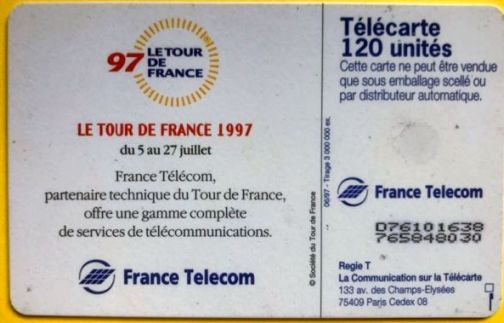 97 LE TOUR
DE
FRANCE
LE TOUR DE FRANCE 1997
du 5 au 27 juillet
France Télécom,
partenaire technique du Tour de France,
offre une gamme complète
de services de télécommunications.
France Telecom
© Société du Tour de France
06/97 - Tirage 3 000 000 ex.
Télécarte
120 unités
Cette carte ne peut être vendue
que sous emballage scellé ou
par distributeur automatique.
France Telecom
D76101638
765848030
Regie T
La Communication sur la Télécarte
133 av. des Champs-Elysées
75409 Paris Cedex 08